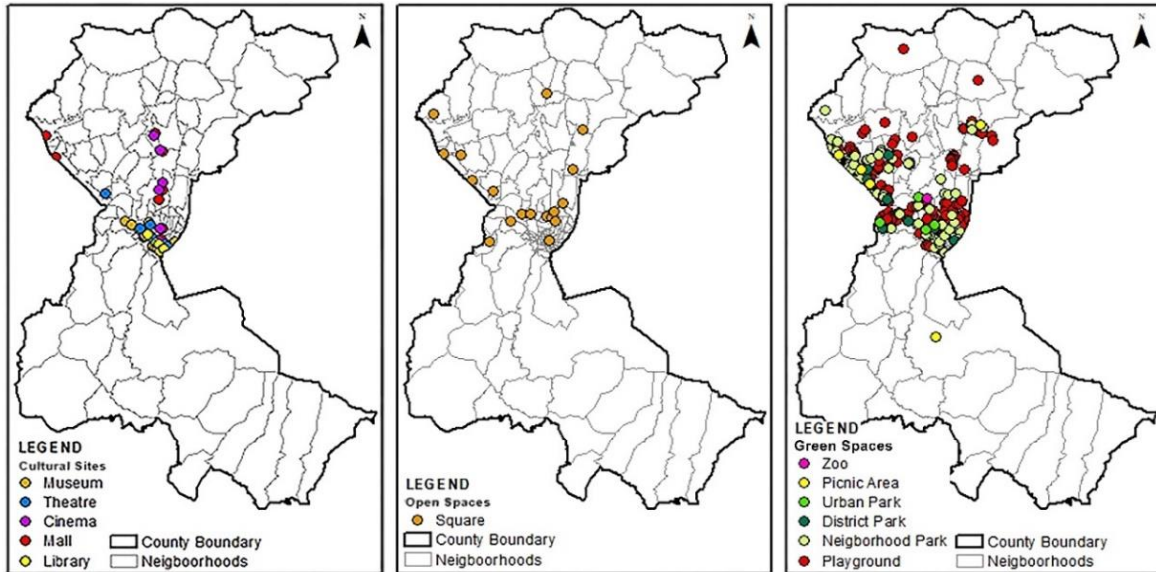 N
LEGEND
Cultural Sites
Museum
Theatre
Cinema
Mall
Library
County Boundary
Neigboorhoods
N
LEGEND
Open Spaces
Square
County Boundary
Neigboorhoods
N
LEGEND
Green Spaces
Zoo
Picnic Area
Urban Park
District Park
Neigborhood Park
Playground
County Boundary
Neigboorhoods